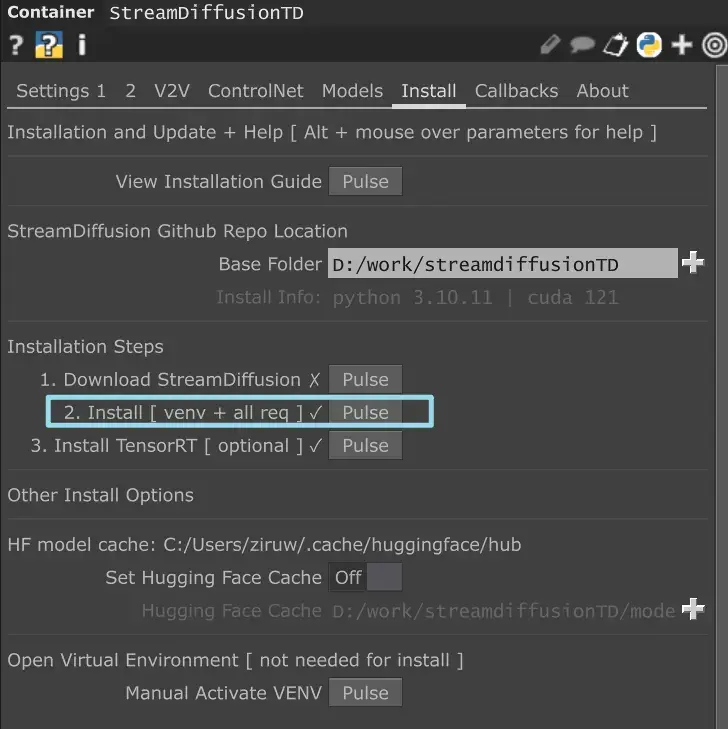 Container StreamDiffusionTD
? ? i
Settings 1 2 V2V ControlNet Models Install Callbacks About
Installation and Update + Help [ Alt + mouse over parameters for help ]
View Installation Guide Pulse
StreamDiffusion Github Repo Location
Base Folder D:/work/streamdiffusionTD
Install Info: python 3.10.11 | cuda 121
Installation Steps
1. Download StreamDiffusion ✗ Pulse
2. Install [ venv + all req ] ✓ Pulse
3. Install TensorRT [ optional ] ✓ Pulse
Other Install Options
HF model cache: C:/Users/ziruw/.cache/huggingface/hub
Set Hugging Face Cache Off
Hugging Face Cache D:/work/streamdiffusionTD/mode
Open Virtual Environment [ not needed for install ]
Manual Activate VENV Pulse